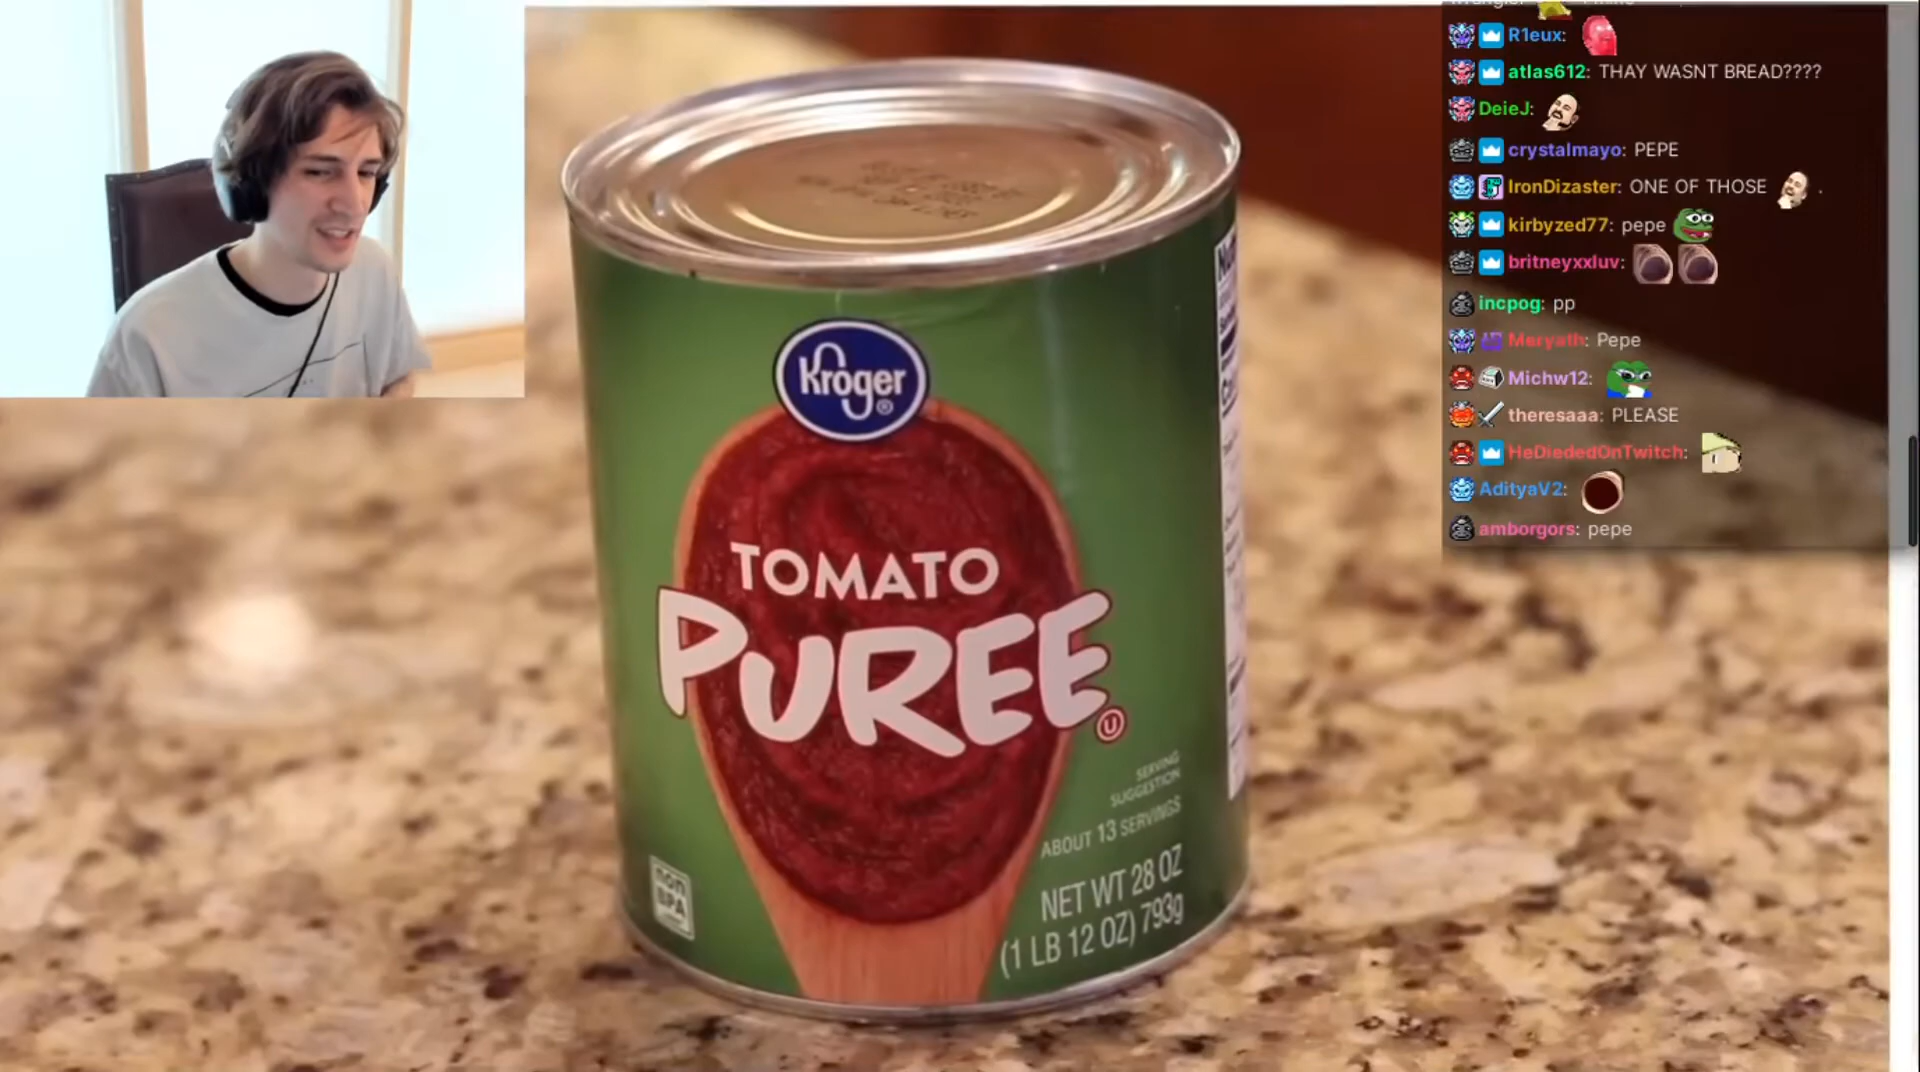 R1eux:
atlas612: THAY WASNT BREAD????
DeieJ:
crystalmayo: PEPE
IronDizaster: ONE OF THOSE .
kirbyzed77: pepe
britneyxxluv:
incpog: pp
Meryath: Pepe
Michw12:
theresaaa: PLEASE
HeDiededOnTwitch:
AdityaV2:
amborgors: pepe
Kroger
®
TOMATO
PUREE
U
SERVING
SUGGESTION
ABOUT 13 SERVINGS
NET WT 28 OZ
(1 LB 12 OZ) 793g
non
BPA